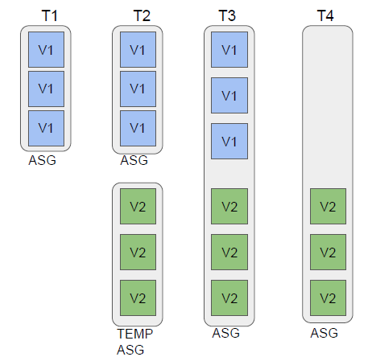 T1 T2 T3 T4
V1 V1 V1 V1
V1 V1 V1
V1 V1 V1
ASG ASG
V2 V2 V2
V2 V2 V2
V2 V2 V2
TEMP ASG ASG
ASG